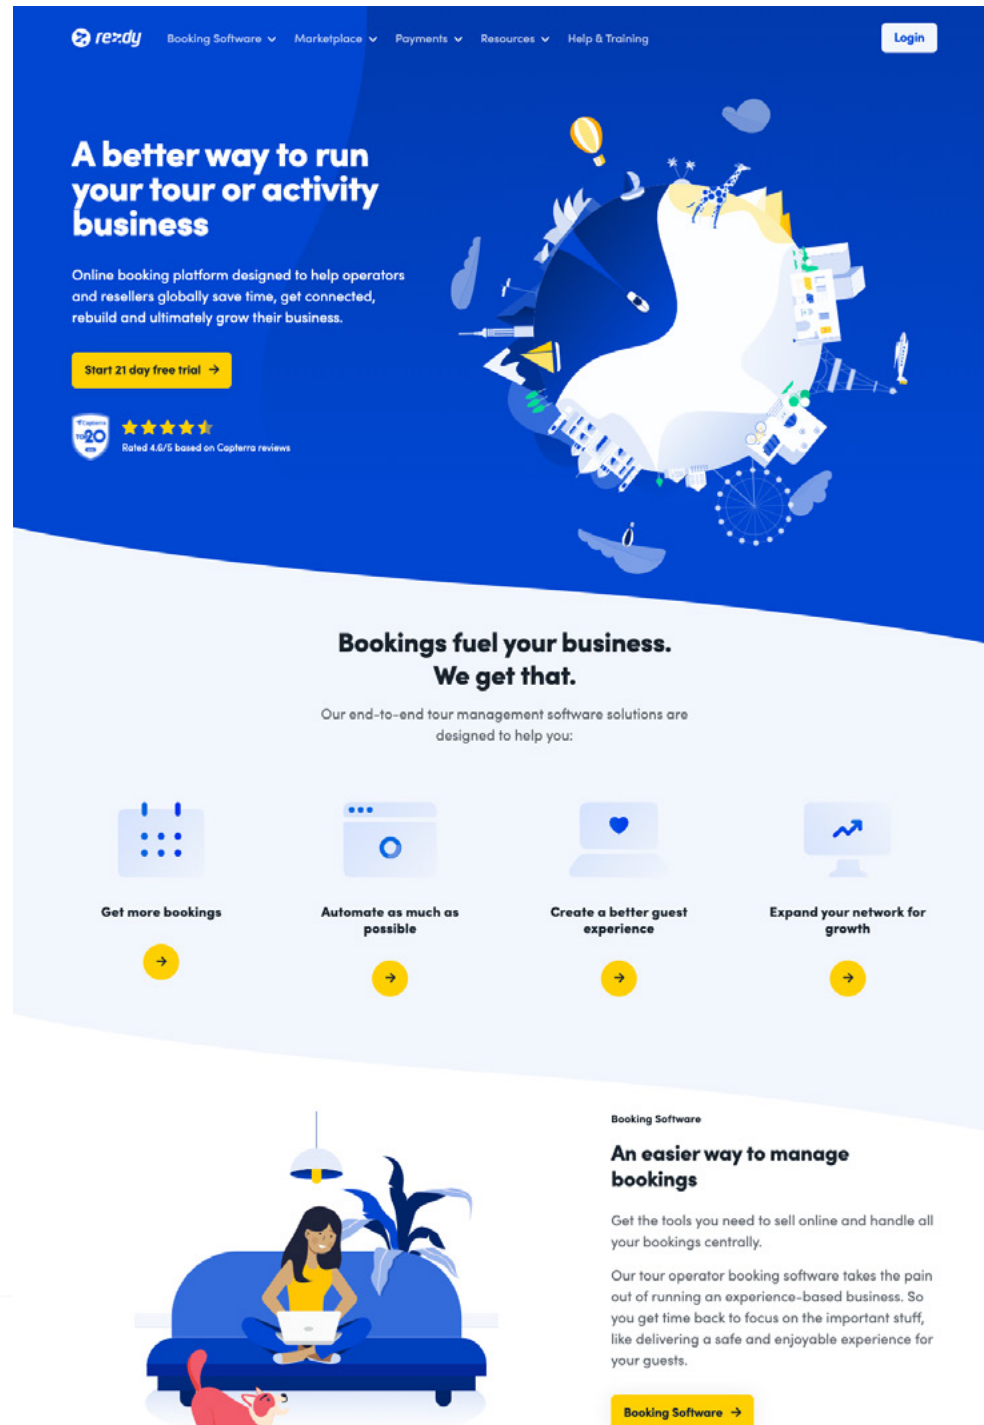 rezdy
Booking Software
Marketplace
Payments
Resources
Help & Training
Login
A better way to run
your tour or activity
business
Online booking platform designed to help operators
and resellers globally save time, get connected,
rebuild and ultimately grow their business.
Start 21 day free trial →
Capterra
TOP 20
Rated 4.6/5 based on Capterra reviews
Bookings fuel your business.
We get that.
Our end-to-end tour management software solutions are
designed to help you:
Get more bookings
Automate as much as
possible
Create a better guest
experience
Expand your network for
growth
Booking Software
An easier way to manage
bookings
Get the tools you need to sell online and handle all
your bookings centrally.
Our tour operator booking software takes the pain
out of running an experience-based business. So
you get time back to focus on the important stuff,
like delivering a safe and enjoyable experience for
your guests.
Booking Software →